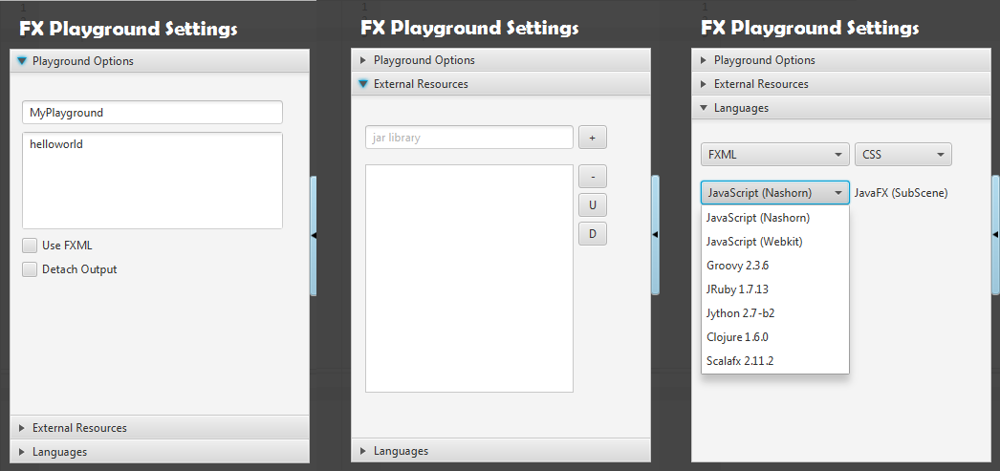 FX Playground Settings
Playground Options
MyPlayground
helloworld
Use FXML
Detach Output
External Resources
Languages
FX Playground Settings
Playground Options
External Resources
jar library
+
-
U
D
Languages
FX Playground Settings
Playground Options
External Resources
Languages
FXML CSS
JavaScript (Nashorn) JavaFX (SubScene)
JavaScript (Nashorn)
JavaScript (Webkit)
Groovy 2.3.6
JRuby 1.7.13
Jython 2.7-b2
Clojure 1.6.0
Scalafx 2.11.2